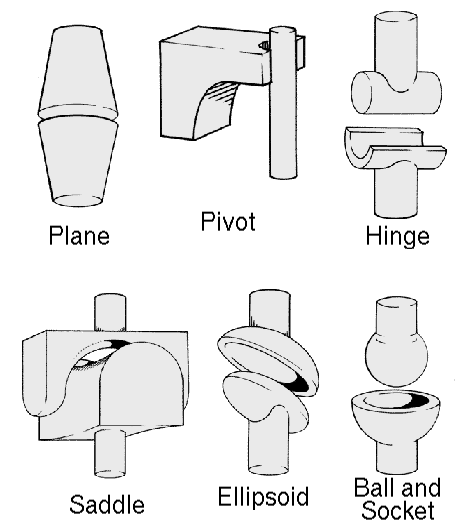 Plane
Pivot
Hinge
Saddle
Ellipsoid
Ball and
Socket